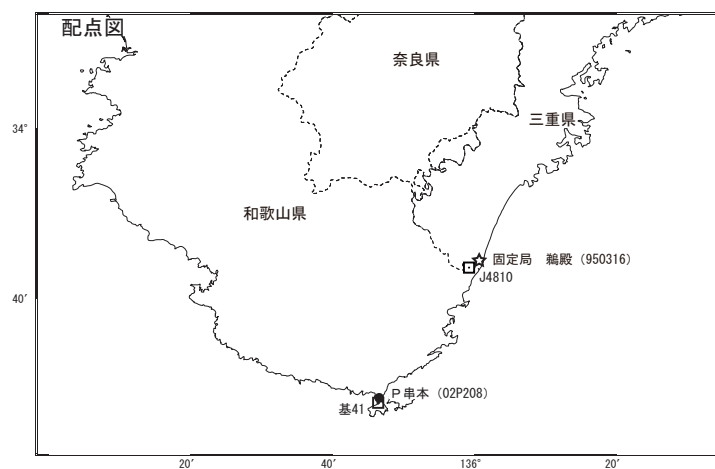 配点図
奈良県
34°
三重県
和歌山県
固定局　鵜殿（950316）
J4810
40′
Ｐ串本（02P208）
基41
20′
40′
136°
20′